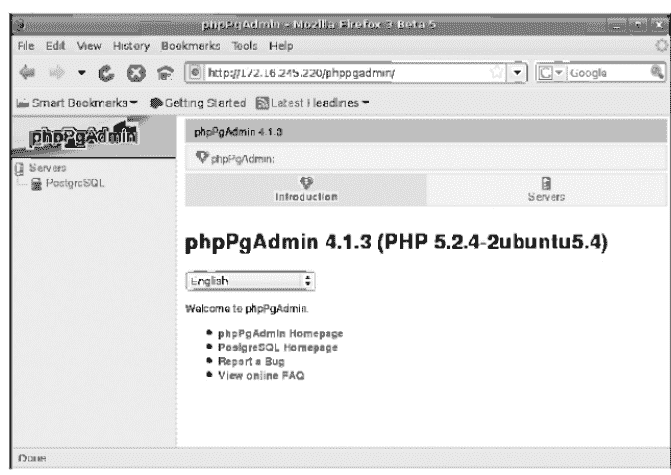 phpPgAdmin - Mozilla Firefox 3 Beta 5
File Edit View History Bookmarks Tools Help
http://172.16.245.220/phppgadmin/
Google
Smart Bookmarks Getting Started Latest Headlines
phpPgAdmin
phpPgAdmin 4.1.3
phpPgAdmin:
Servers
PostgreSQL
Introduction
Servers
phpPgAdmin 4.1.3 (PHP 5.2.4-2ubuntu5.4)
English
Welcome to phpPgAdmin.
phpPgAdmin Homepage
PostgreSQL Homepage
Report a Bug
View online FAQ
Done